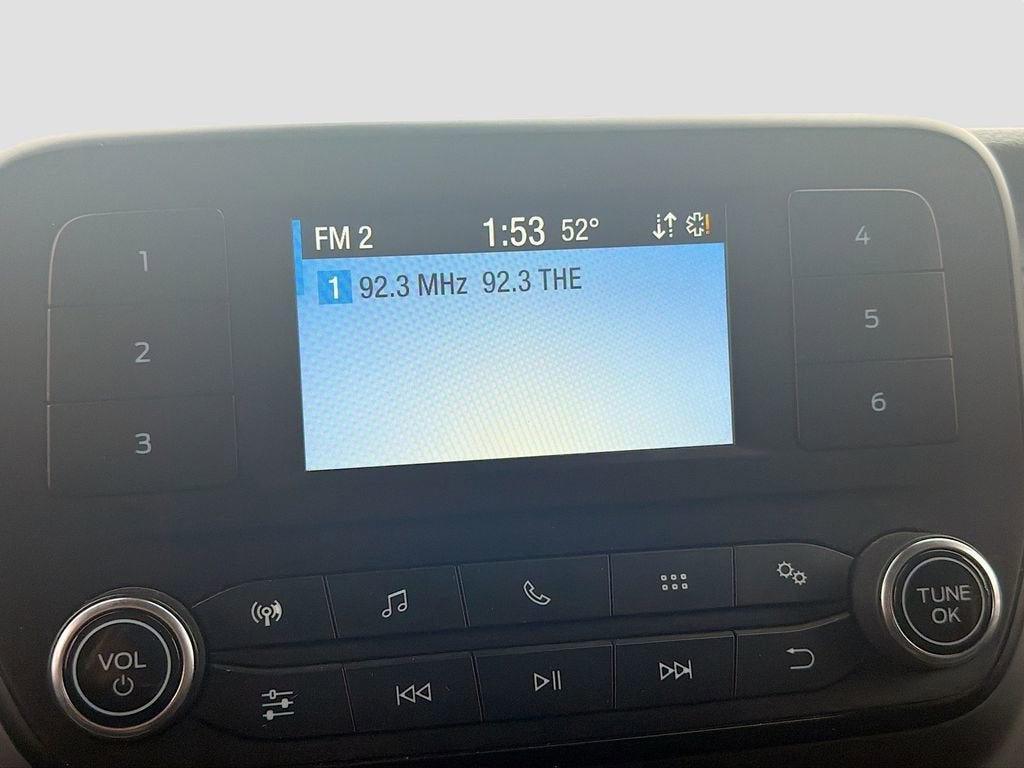 FM 2 1:53 52°
1 92.3 MHz 92.3 THE
1
2
3
4
5
6
VOL
TUNE
OK